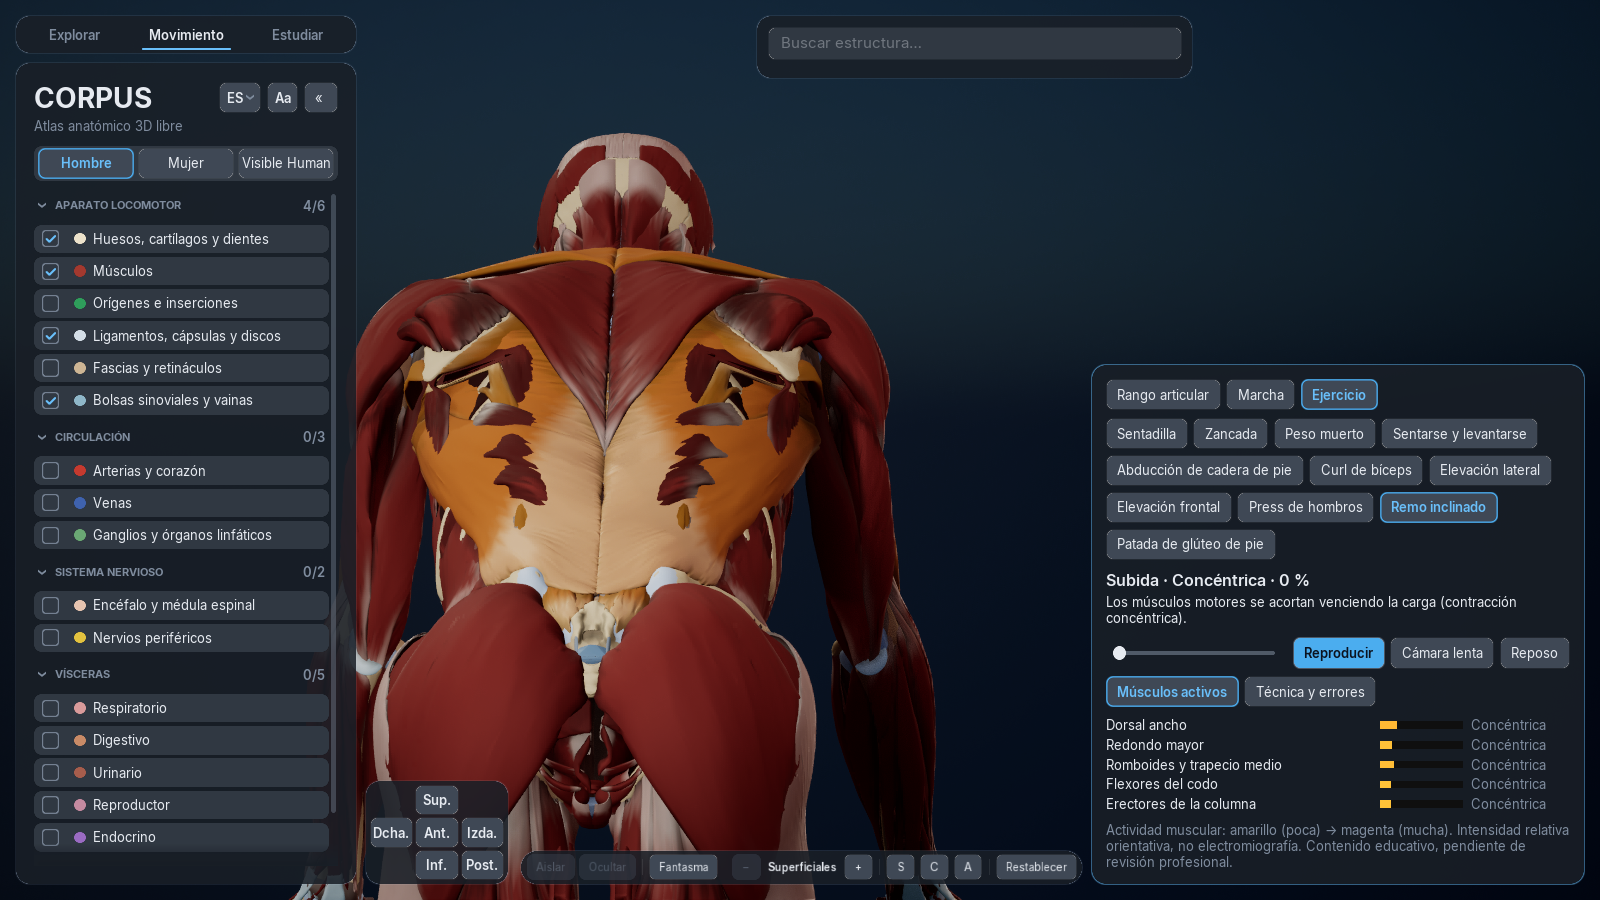 Explorar Movimiento Estudiar
Buscar estructura...
CORPUS ES Aa «
Atlas anatómico 3D libre
Hombre Mujer Visible Human
APARATO LOCOMOTOR 4/6
Huesos, cartílagos y dientes
Músculos
Orígenes e inserciones
Ligamentos, cápsulas y discos
Fascias y retináculos
Bolsas sinoviales y vainas
CIRCULACIÓN 0/3
Arterias y corazón
Venas
Ganglios y órganos linfáticos
SISTEMA NERVIOSO 0/2
Encéfalo y médula espinal
Nervios periféricos
VÍSCERAS 0/5
Respiratorio
Digestivo
Urinario
Reproductor
Endocrino
Sup.
Dcha. Ant. Izda.
Inf. Post.
Aislar Ocultar Fantasma − Superficiales + S C A Restablecer
Rango articular Marcha Ejercicio
Sentadilla Zancada Peso muerto Sentarse y levantarse
Abducción de cadera de pie Curl de bíceps Elevación lateral
Elevación frontal Press de hombros Remo inclinado
Patada de glúteo de pie
Subida · Concéntrica · 0 %
Los músculos motores se acortan venciendo la carga (contracción
concéntrica).
Reproducir Cámara lenta Reposo
Músculos activos Técnica y errores
Dorsal ancho Concéntrica
Redondo mayor Concéntrica
Romboides y trapecio medio Concéntrica
Flexores del codo Concéntrica
Erectores de la columna Concéntrica
Actividad muscular: amarillo (poca) → magenta (mucha). Intensidad relativa
orientativa, no electromiografía. Contenido educativo, pendiente de
revisión profesional.